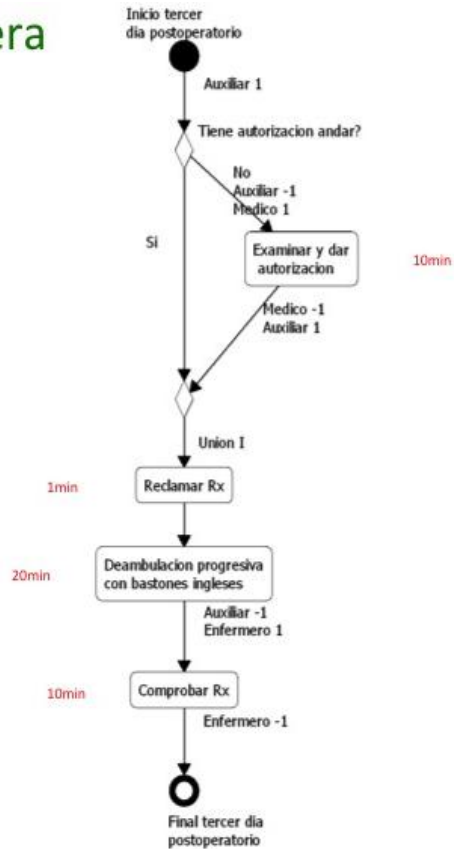 era
Inicio tercer
dia postoperatorio
Auxiliar 1
Tiene autorizacion andar?
No
Auxiliar -1
Medico 1
Si
Examinar y dar
autorizacion
10min
Medico -1
Auxiliar 1
Union I
1min
Reclamar Rx
20min
Deambulacion progresiva
con bastones ingleses
Auxiliar -1
Enfermero 1
10min
Comprobar Rx
Enfermero -1
Final tercer dia
postoperatorio